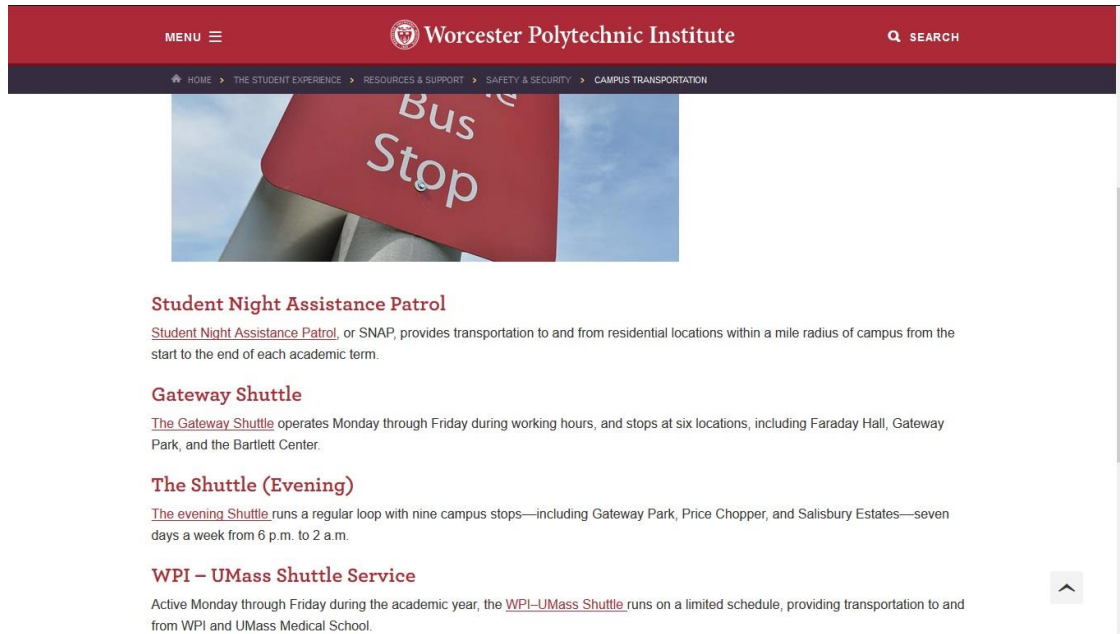 MENU
Worcester Polytechnic Institute
SEARCH
HOME > THE STUDENT EXPERIENCE > RESOURCES & SUPPORT > SAFETY & SECURITY > CAMPUS TRANSPORTATION
Bus
Stop
Student Night Assistance Patrol
Student Night Assistance Patrol, or SNAP, provides transportation to and from residential locations within a mile radius of campus from the
start to the end of each academic term.
Gateway Shuttle
The Gateway Shuttle operates Monday through Friday during working hours, and stops at six locations, including Faraday Hall, Gateway
Park, and the Bartlett Center.
The Shuttle (Evening)
The evening Shuttle runs a regular loop with nine campus stops—including Gateway Park, Price Chopper, and Salisbury Estates—seven
days a week from 6 p.m. to 2 a.m.
WPI – UMass Shuttle Service
Active Monday through Friday during the academic year, the WPI–UMass Shuttle runs on a limited schedule, providing transportation to and
from WPI and UMass Medical School.